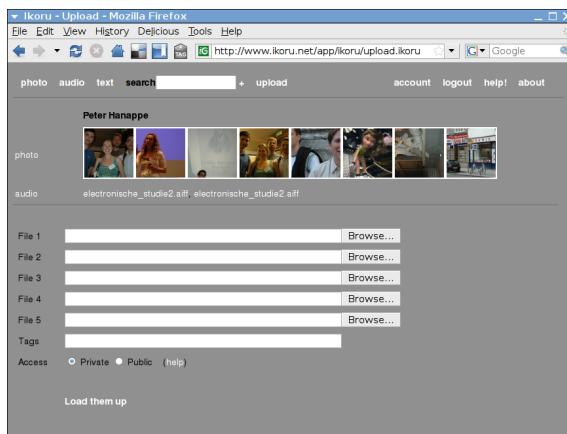 Ikoru - Upload - Mozilla Firefox
File Edit View History Delicious Tools Help
http://www.ikoru.net/app/ikoru/upload.ikoru Google
photo audio text search + upload account logout help! about
Peter Hanappe
photo
audio electronische_studie2.aiff, electronische_studie2.aiff
File 1 Browse...
File 2 Browse...
File 3 Browse...
File 4 Browse...
File 5 Browse...
Tags
Access Private Public (help)
Load them up